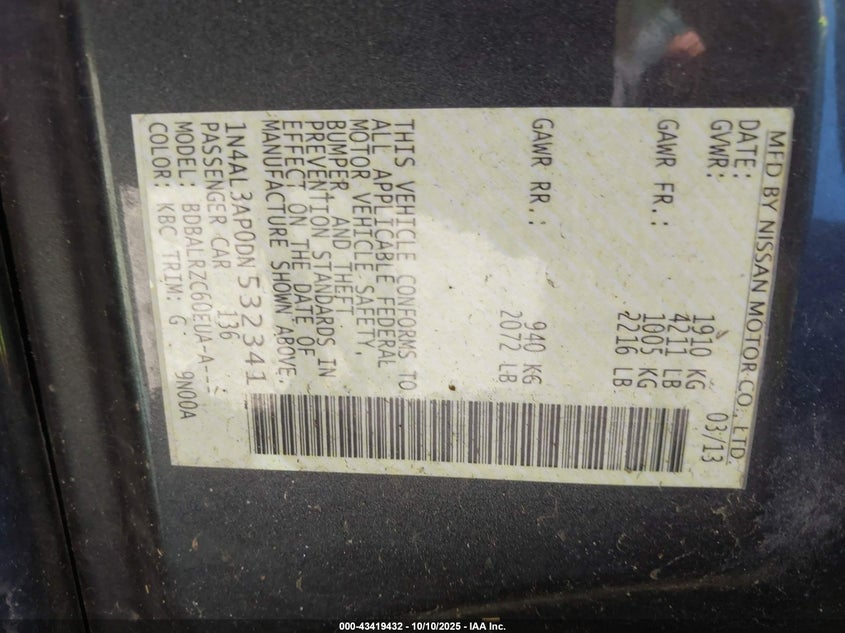 MFD BY NISSAN MOTOR CO., LTD.
DATE: 03/13
GVWR: 1910 KG
4211 LB
GAWR FR.: 1005 KG
2216 LB
GAWR RR.: 940 KG
2072 LB
THIS VEHICLE CONFORMS TO
ALL APPLICABLE FEDERAL
MOTOR VEHICLE SAFETY,
BUMPER, AND THEFT
PREVENTION STANDARDS IN
EFFECT ON THE DATE OF
MANUFACTURE SHOWN ABOVE.
1N4AL3AP0DN532341
PASSENGER CAR 136
MODEL: BDBALRZC60EUA-A---
COLOR: KBC TRIM: G 9N00A
000-43419432 - 10/10/2025 - IAA Inc.